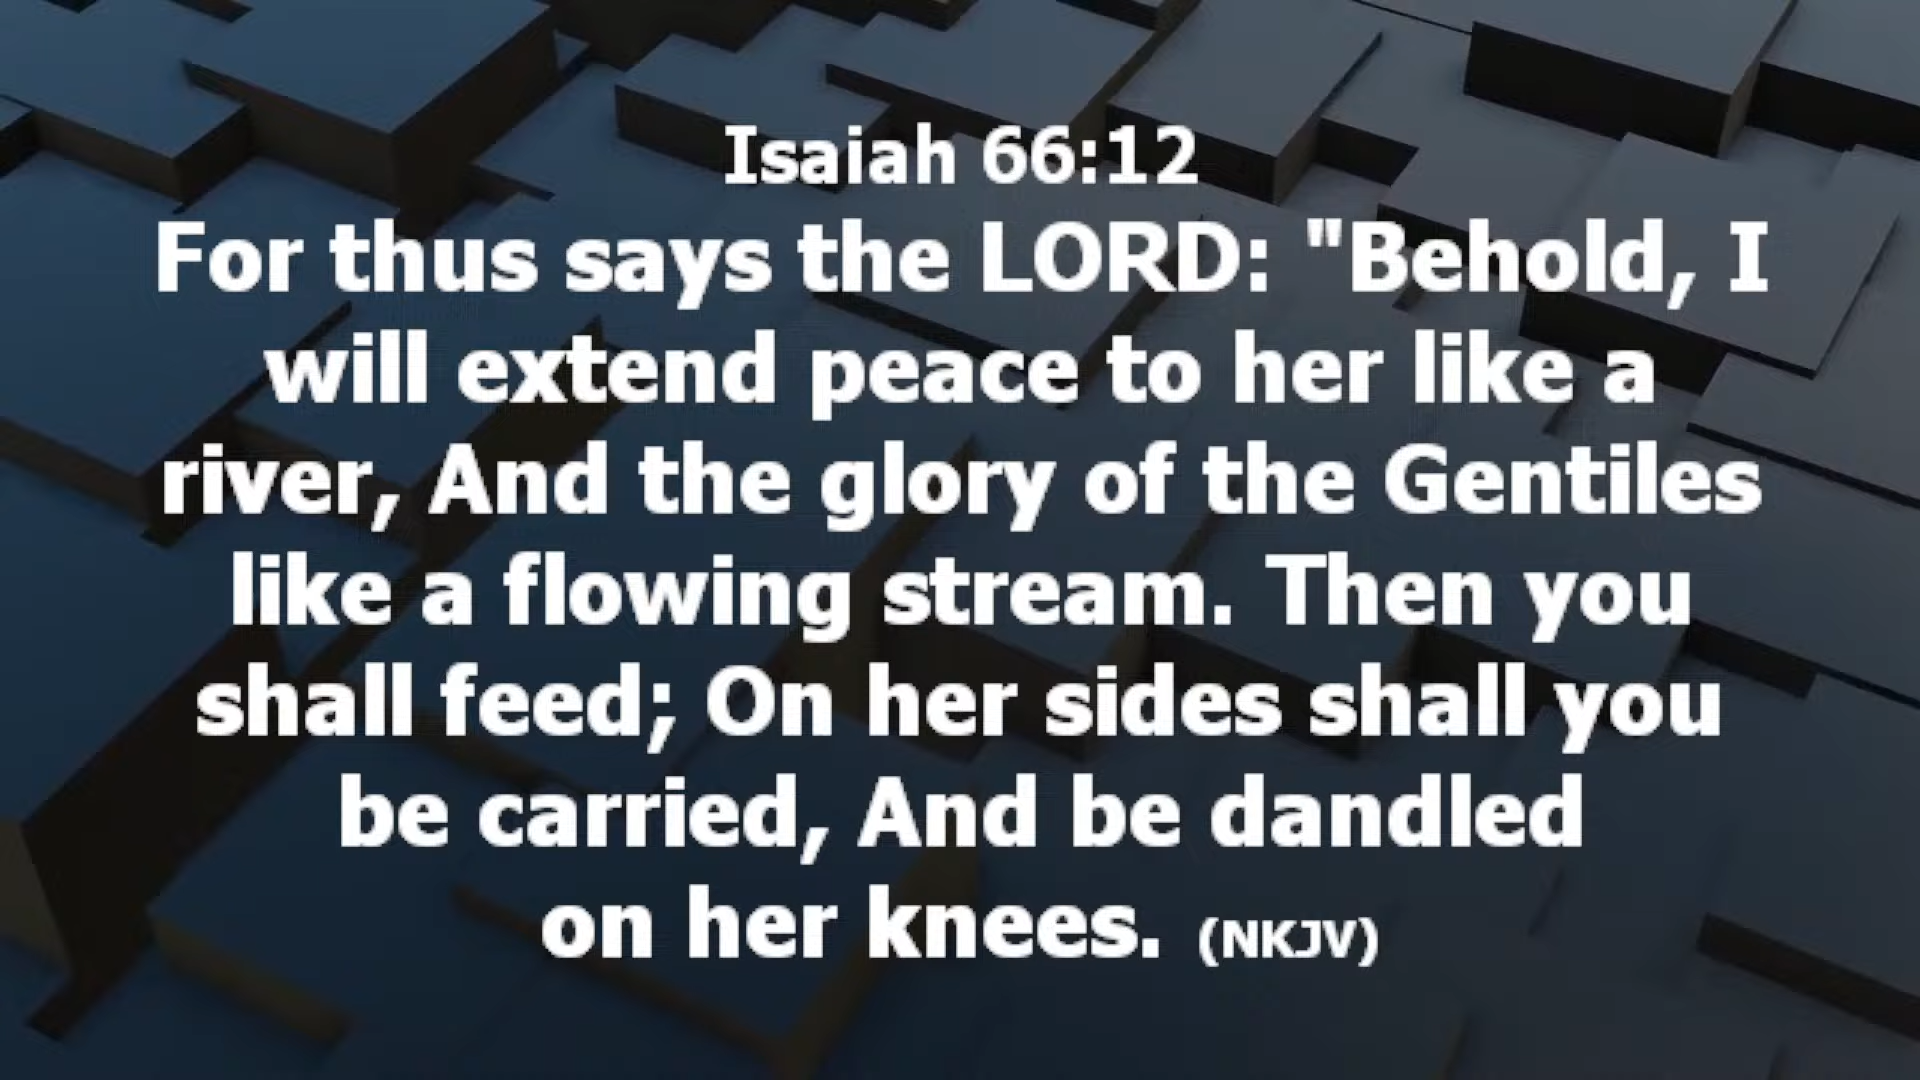 Isaiah 66:12
For thus says the LORD: "Behold, I
will extend peace to her like a
river, And the glory of the Gentiles
like a flowing stream. Then you
shall feed; On her sides shall you
be carried, And be dandled
on her knees. (NKJV)